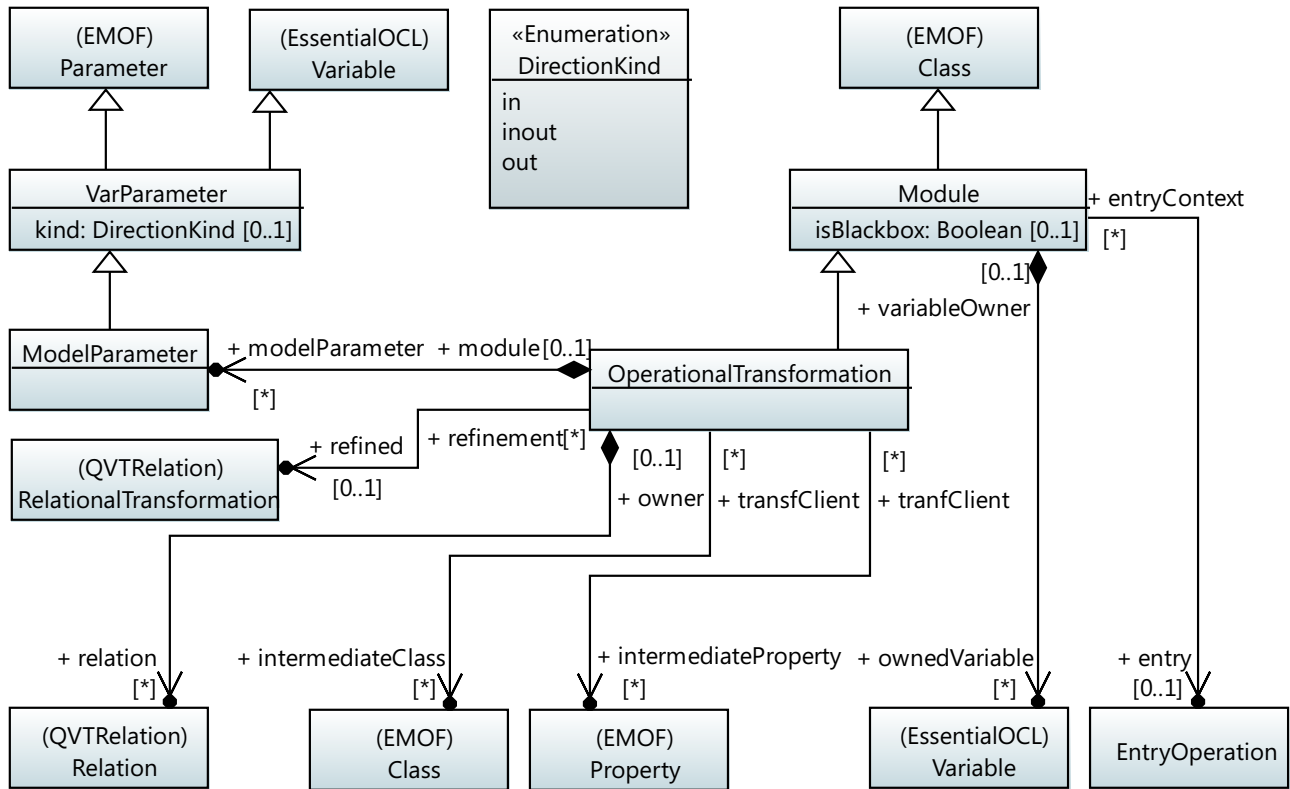 (EMOF)
Parameter
(EssentialOCL)
Variable
«Enumeration»
DirectionKind
in
inout
out
(EMOF)
Class
VarParameter
kind: DirectionKind [0..1]
Module
isBlackbox: Boolean [0..1]
+ entryContext
[*]
[0..1]
+ variableOwner
ModelParameter
+ modelParameter
[*]
+ module[0..1]
OperationalTransformation
(QVTRelation)
RelationalTransformation
+ refined
[0..1]
+ refinement[*]
[0..1]
+ owner
[*]
+ transfClient
[*]
+ tranfClient
+ relation
[*]
+ intermediateClass
[*]
+ intermediateProperty
[*]
+ ownedVariable
[*]
+ entry
[0..1]
(QVTRelation)
Relation
(EMOF)
Class
(EMOF)
Property
(EssentialOCL)
Variable
EntryOperation